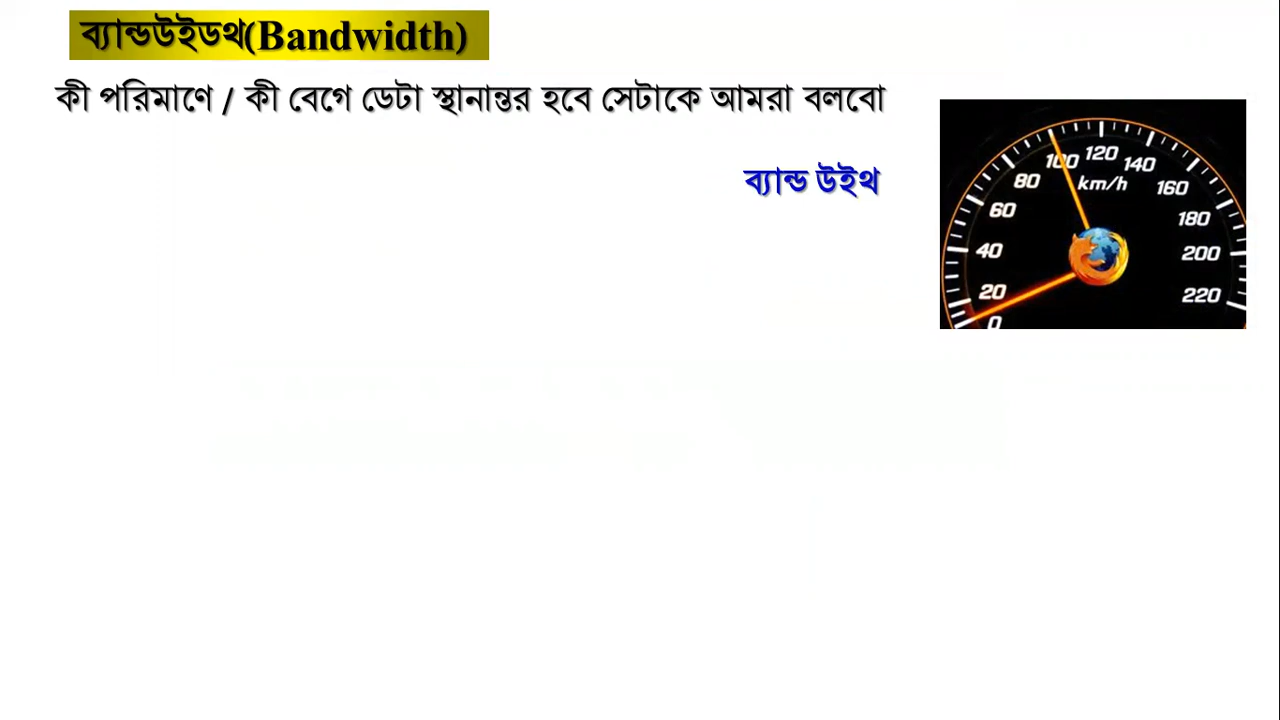 ব্যান্ডউইডথ(Bandwidth)
কী পরিমাণে / কী বেগে ডেটা স্থানান্তর হবে সেটাকে আমরা বলবো
ব্যান্ড উইথ
100 120 140
80 km/h 160
60 180
40 200
20 220
0